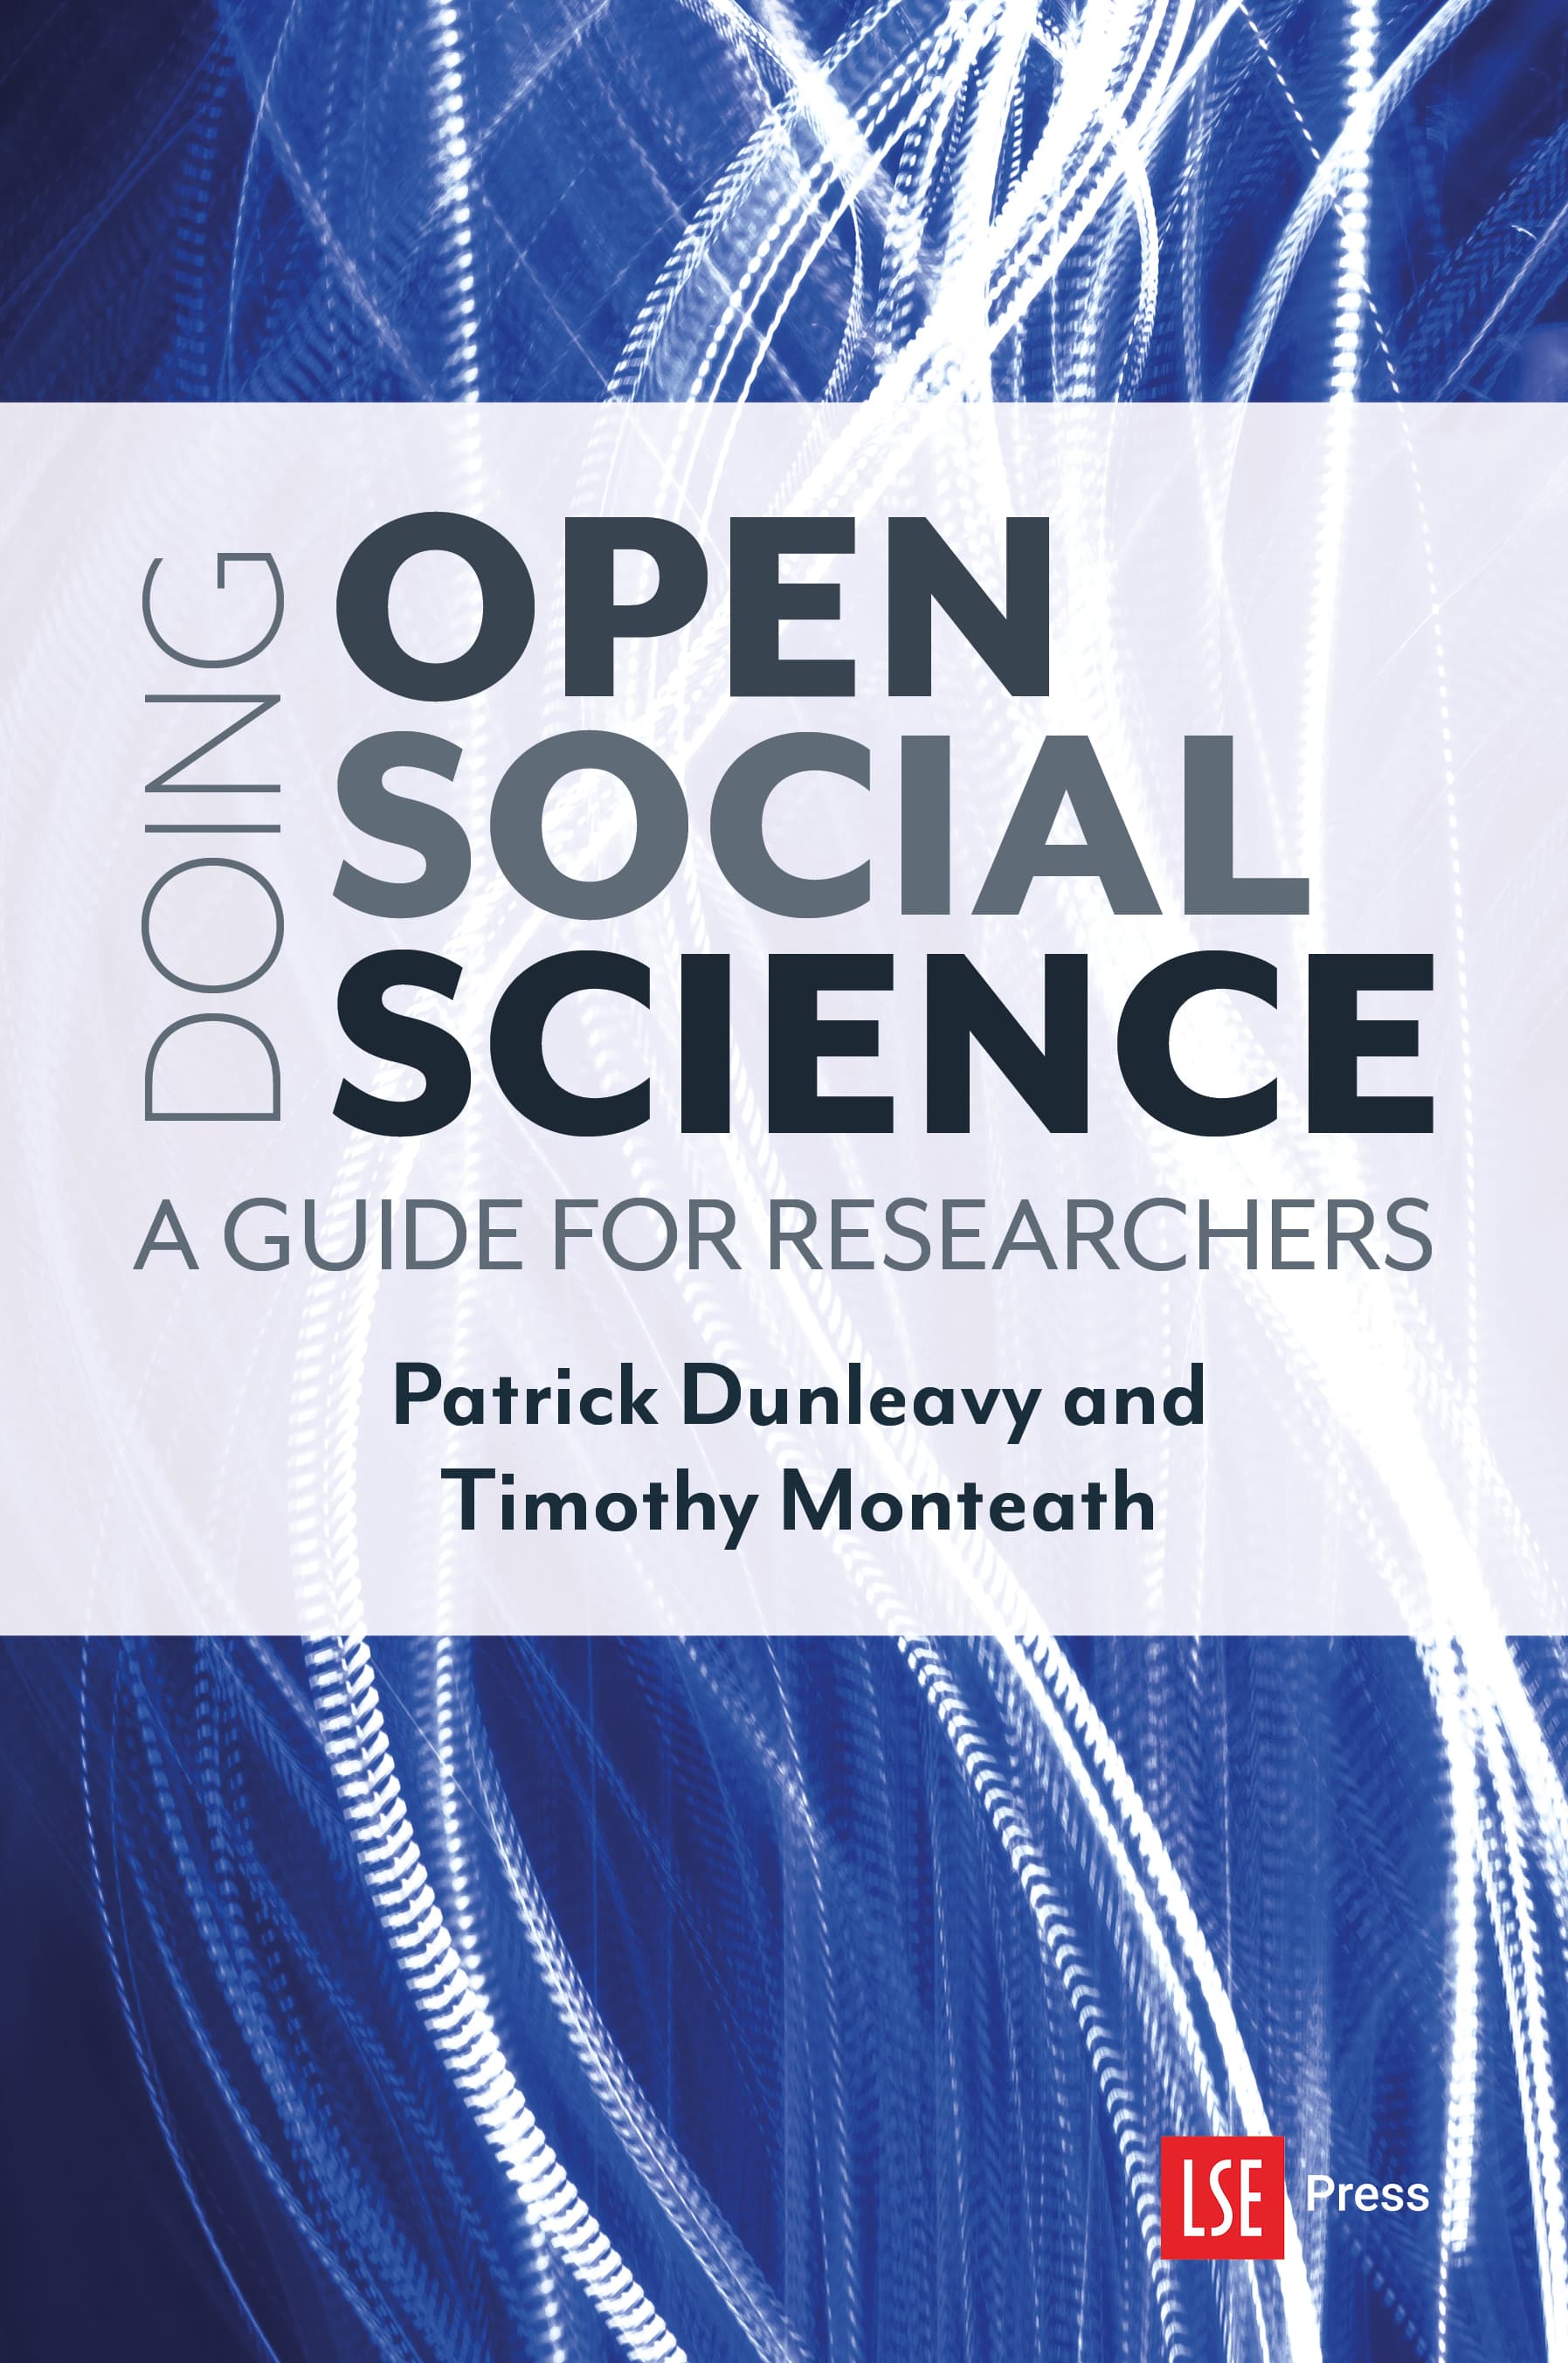 DOING
OPEN
SOCIAL
SCIENCE
A GUIDE FOR RESEARCHERS
Patrick Dunleavy and
Timothy Monteath
LSE Press